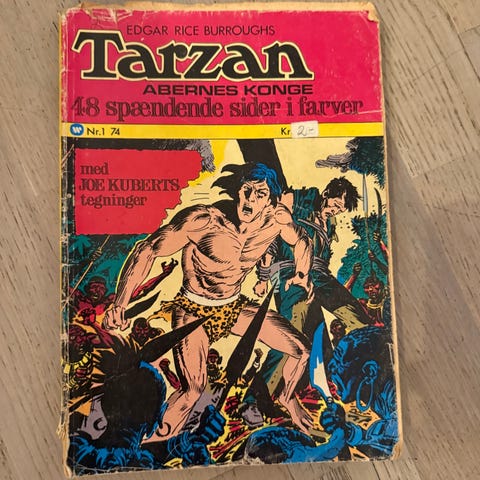 EDGAR RICE BURROUGHS
Tarzan
ABERNES KONGE
48 spændende sider i farver
W Nr.1 74 Kr. 2,-
med
JOE KUBERTS
tegninger